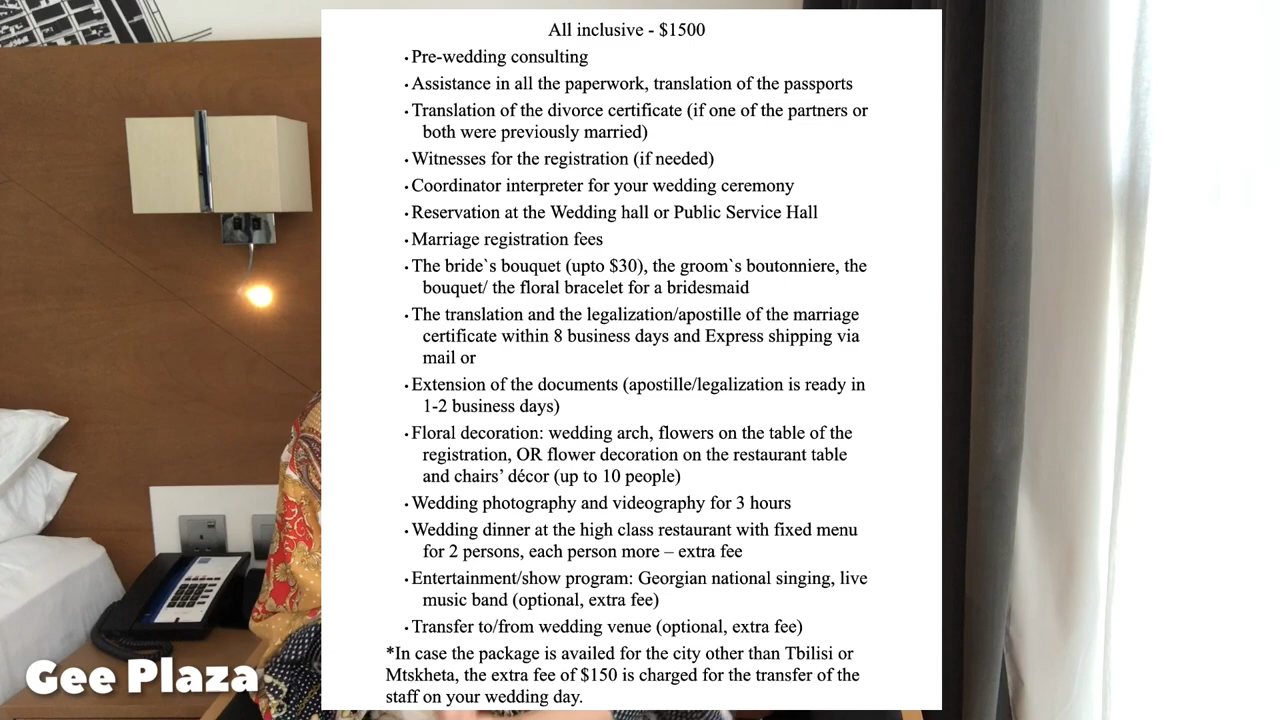 All inclusive - $1500
• Pre-wedding consulting
• Assistance in all the paperwork, translation of the passports
• Translation of the divorce certificate (if one of the partners or
both were previously married)
• Witnesses for the registration (if needed)
• Coordinator interpreter for your wedding ceremony
• Reservation at the Wedding hall or Public Service Hall
• Marriage registration fees
• The bride`s bouquet (upto $30), the groom`s boutonniere, the
bouquet/ the floral bracelet for a bridesmaid
• The translation and the legalization/apostille of the marriage
certificate within 8 business days and Express shipping via
mail or
• Extension of the documents (apostille/legalization is ready in
1-2 business days)
• Floral decoration: wedding arch, flowers on the table of the
registration, OR flower decoration on the restaurant table
and chairs’ décor (up to 10 people)
• Wedding photography and videography for 3 hours
• Wedding dinner at the high class restaurant with fixed menu
for 2 persons, each person more – extra fee
• Entertainment/show program: Georgian national singing, live
music band (optional, extra fee)
• Transfer to/from wedding venue (optional, extra fee)
*In case the package is availed for the city other than Tbilisi or
Mtskheta, the extra fee of $150 is charged for the transfer of the
staff on your wedding day.
Gee Plaza